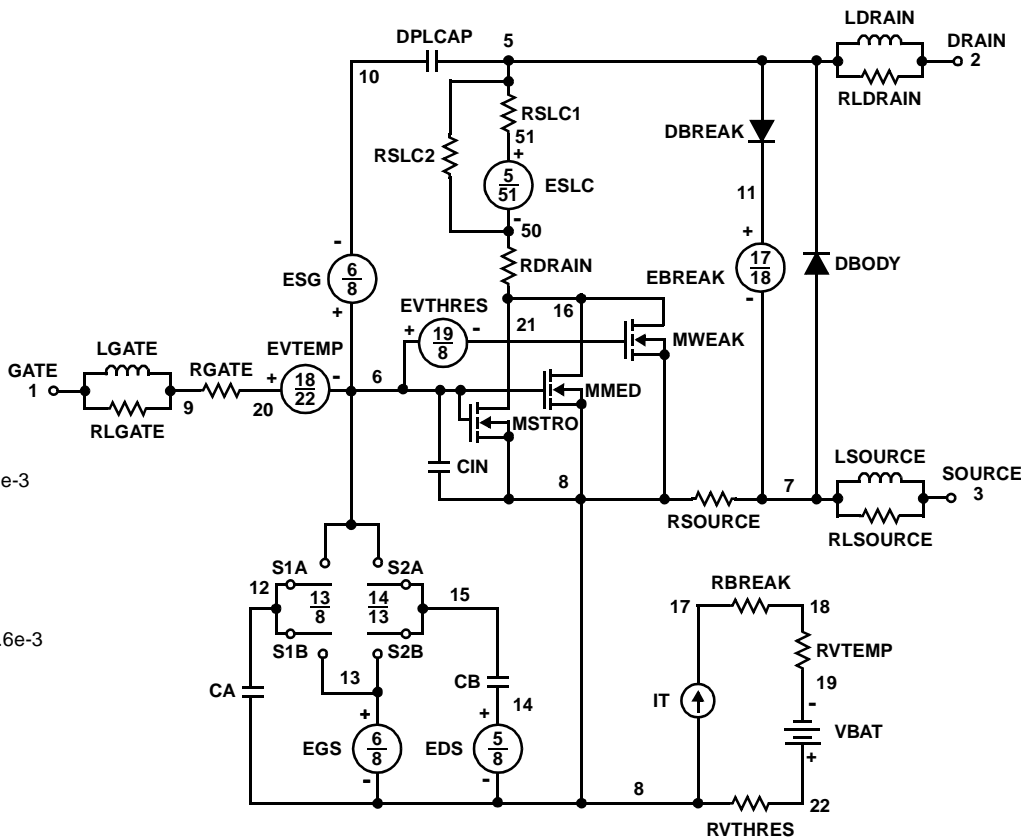 LDRAIN
DPLCAP 5 DRAIN
10 2
RSLC1 RLDRAIN
51 DBREAK
RSLC2 +
5
51 ESLC
11
-
50
-
RDRAIN
+
17
18
EBREAK
-
DBODY
ESG 6
8
+
EVTHRES
16
21
+ 19
8 -
MWEAK
LGATE EVTEMP
GATE
1
RGATE
+ 18
22 -
6
MMED
9 20
RLGATE
MSTRO
CIN
LSOURCE
e-3
8 7 SOURCE
3
RSOURCE
RLSOURCE
S1A S2A
12 13
8
14
13
15
RBREAK
17 18
.6e-3
S1B S2B
RVTEMP
13
CB
19
CA
14
IT -
+ +
VBAT
EGS 6
8
EDS 5
8
+
- -
8 22
RVTHRES